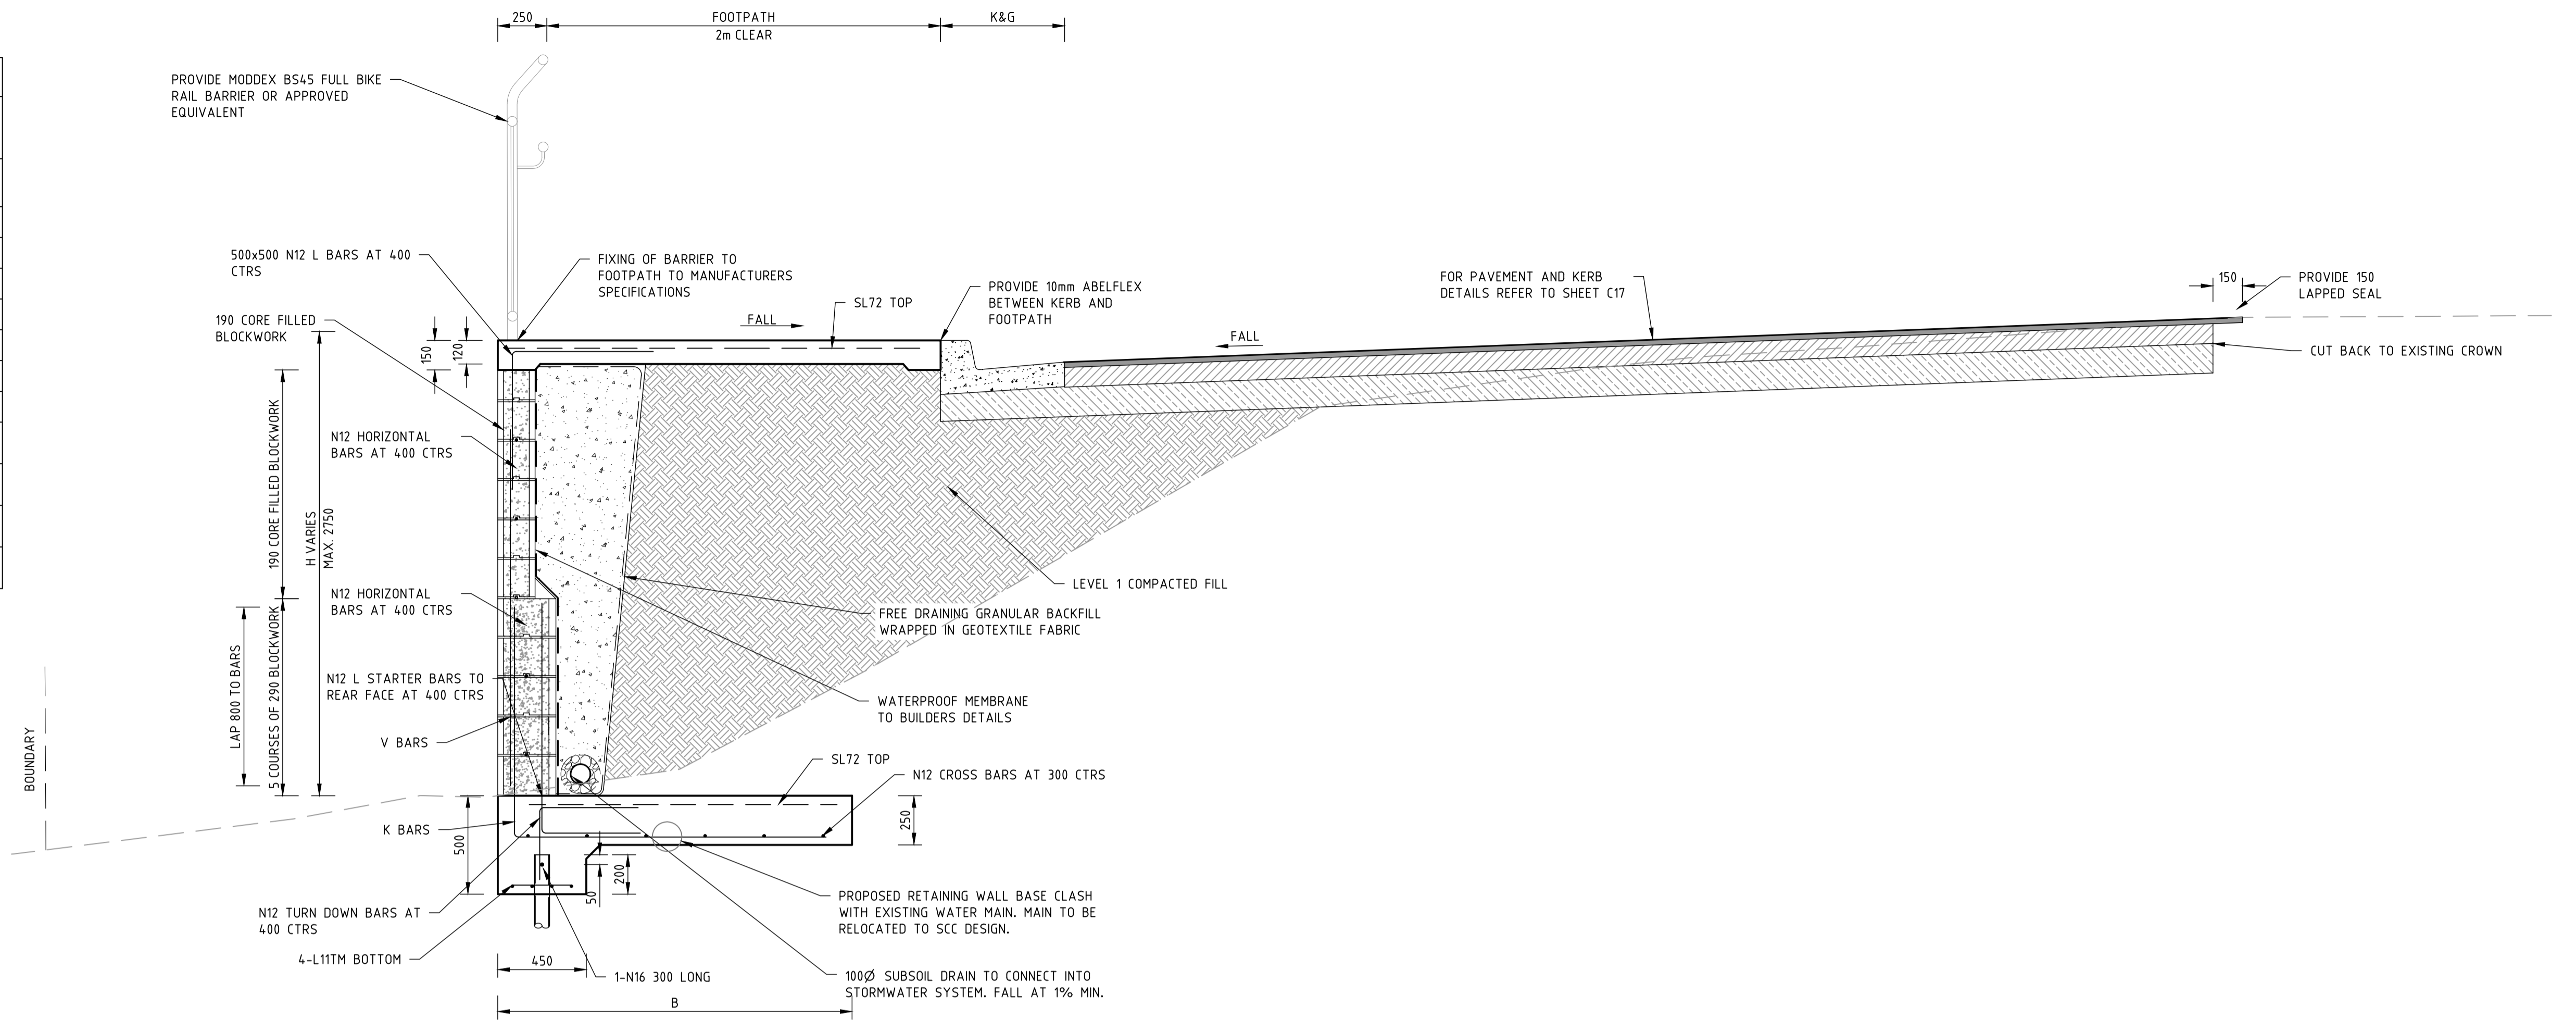 250
FOOTPATH
2m CLEAR
K&G
PROVIDE MODDEX BS45 FULL BIKE
RAIL BARRIER OR APPROVED
EQUIVALENT
500x500 N12 L BARS AT 400
CTRS
FIXING OF BARRIER TO
FOOTPATH TO MANUFACTURERS
SPECIFICATIONS
SL72 TOP
PROVIDE 10mm ABELFLEX
BETWEEN KERB AND
FOOTPATH
FOR PAVEMENT AND KERB
DETAILS REFER TO SHEET C17
150
PROVIDE 150
LAPPED SEAL
190 CORE FILLED
BLOCKWORK
FALL
FALL
150
120
CUT BACK TO EXISTING CROWN
N12 HORIZONTAL
BARS AT 400 CTRS
190 CORE FILLED BLOCKWORK
H VARIES
MAX. 2750
LEVEL 1 COMPACTED FILL
N12 HORIZONTAL
BARS AT 400 CTRS
FREE DRAINING GRANULAR BACKFILL
WRAPPED IN GEOTEXTILE FABRIC
LAP 800 TO BARS
5 COURSES OF 290 BLOCKWORK
N12 L STARTER BARS TO
REAR FACE AT 400 CTRS
WATERPROOF MEMBRANE
TO BUILDERS DETAILS
V BARS
BOUNDARY
SL72 TOP
N12 CROSS BARS AT 300 CTRS
K BARS
500
250
50
200
PROPOSED RETAINING WALL BASE CLASH
WITH EXISTING WATER MAIN. MAIN TO BE
RELOCATED TO SCC DESIGN.
N12 TURN DOWN BARS AT
400 CTRS
4-L11TM BOTTOM
450
1-N16 300 LONG
100Ø SUBSOIL DRAIN TO CONNECT INTO
STORMWATER SYSTEM. FALL AT 1% MIN.
B